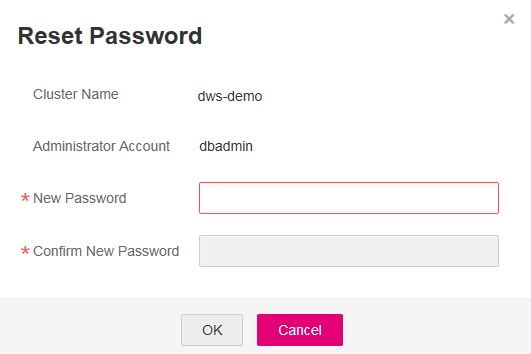 Reset Password
×
Cluster Name
dws-demo
Administrator Account
dbadmin
* New Password
* Confirm New Password
OK
Cancel